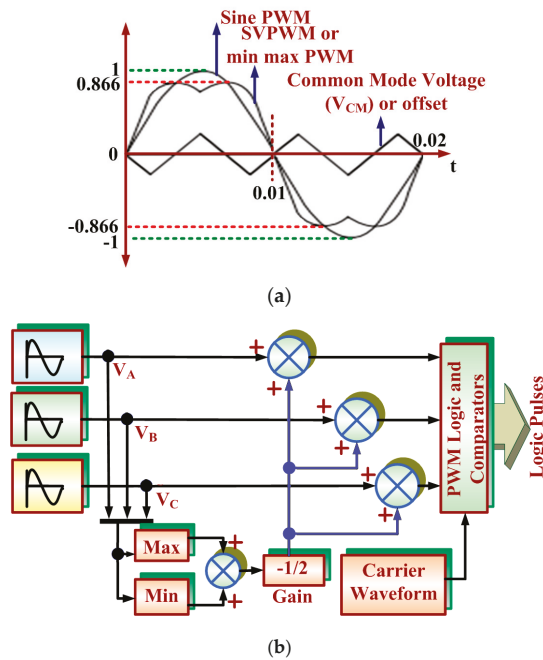 Sine PWM
SVPWM or
min max PWM
Common Mode Voltage
(VCM) or offset
1
0.866
0
-0.866
-1
0.01
0.02
t
(a)
VA
VB
VC
+
+
+
+
+
+
Max
Min
+
+
-1/2
Gain
Carrier
Waveform
PWM Logic and
Comparators
Logic Pulses
(b)